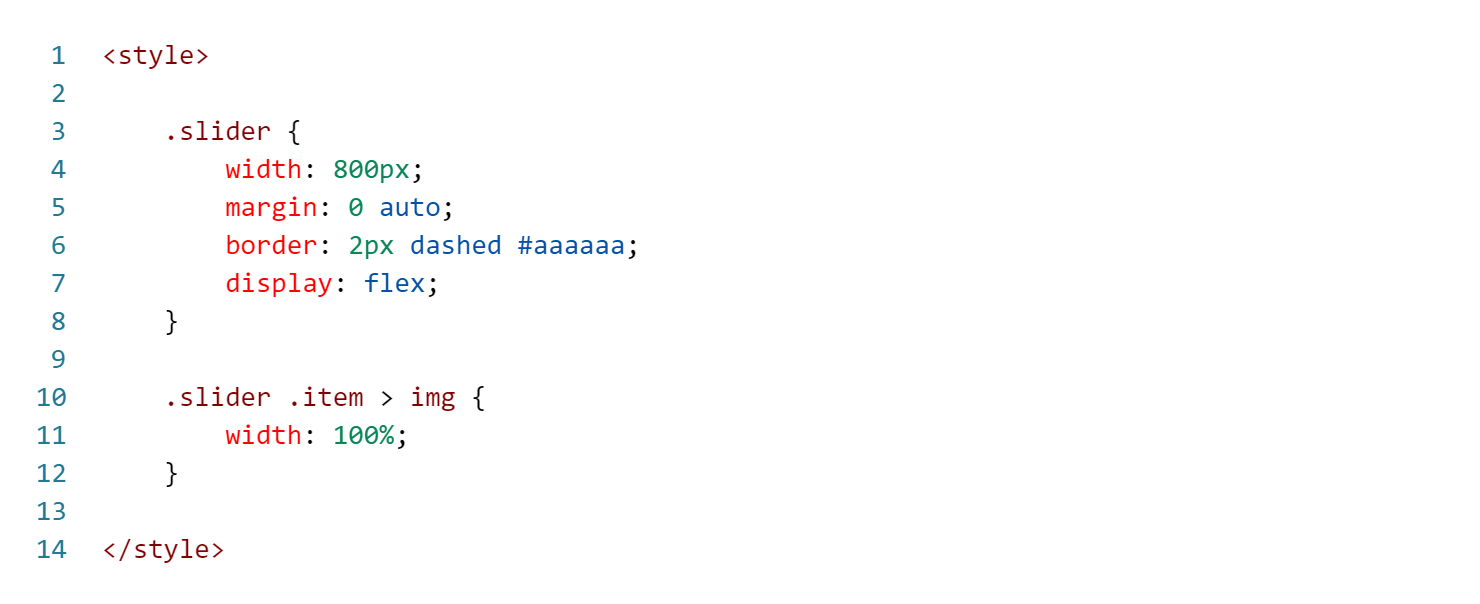 1 <style>
2
3 .slider {
4 width: 800px;
5 margin: 0 auto;
6 border: 2px dashed #aaaaaa;
7 display: flex;
8 }
9
10 .slider .item > img {
11 width: 100%;
12 }
13
14 </style>